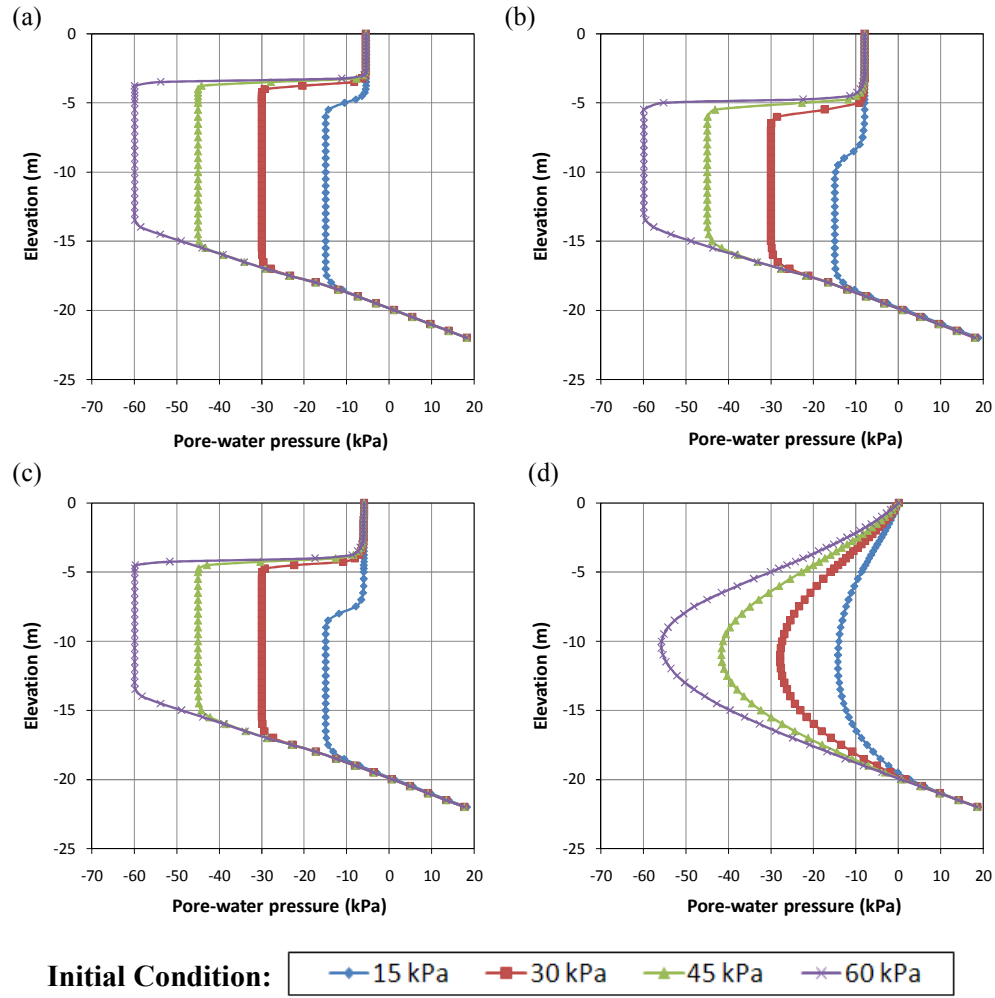 (a)
(b)
0
-5
-10
-15
-20
-25
Elevation (m)
-70 -60 -50 -40 -30 -20 -10 0 10 20
Pore-water pressure (kPa)
0
-5
-10
-15
-20
-25
Elevation (m)
-70 -60 -50 -40 -30 -20 -10 0 10 20
Pore-water pressure (kPa)
(c)
(d)
0
-5
-10
-15
-20
-25
Elevation (m)
-70 -60 -50 -40 -30 -20 -10 0 10 20
Pore-water pressure (kPa)
0
-5
-10
-15
-20
-25
Elevation (m)
-70 -60 -50 -40 -30 -20 -10 0 10 20
Pore-water pressure (kPa)
Initial Condition: 15 kPa 30 kPa 45 kPa 60 kPa